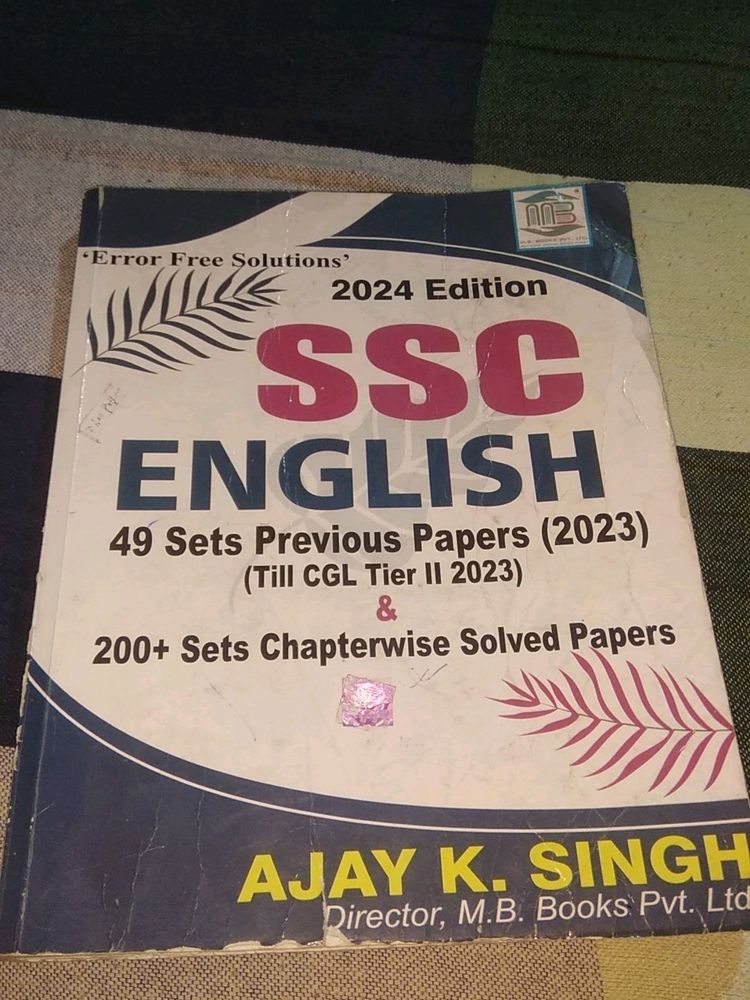 'Error Free Solutions'
2024 Edition
SSC
ENGLISH
49 Sets Previous Papers (2023)
(Till CGL Tier II 2023)
&
200+ Sets Chapterwise Solved Papers
AJAY K. SINGH
Director, M.B. Books Pvt. Ltd